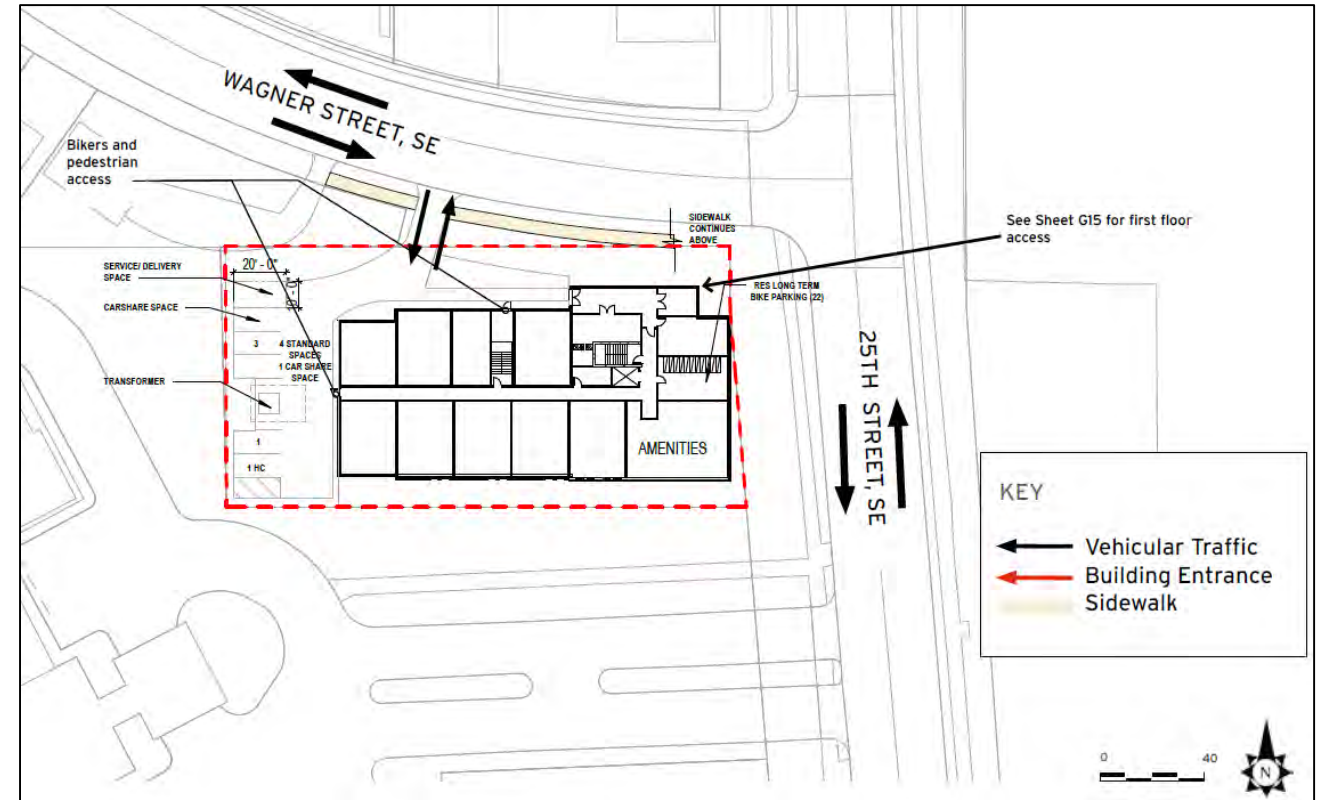 WAGNER STREET, SE
Bikers and
pedestrian
access
SIDEWALK
CONTINUES
ABOVE
See Sheet G15 for first floor
access
SERVICE/ DELIVERY
SPACE
20' - 0"
CARSHARE SPACE
RES LONG TERM
BIKE PARKING (22)
3
4 STANDARD
SPACES
1 CAR SHARE
SPACE
TRANSFORMER
25TH STREET, SE
1
1 HC
AMENITIES
KEY
Vehicular Traffic
Building Entrance
Sidewalk
0 40
N